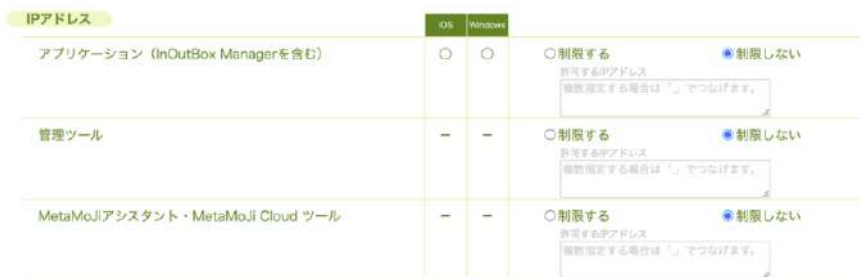 IPアドレス
iOS Windows
アプリケーション（InOutBox Managerを含む） ○ ○ 制限する 制限しない
許可するIPアドレス
複数指定する場合は「,」でつなげます。
管理ツール － － 制限する 制限しない
許可するIPアドレス
複数指定する場合は「,」でつなげます。
MetaMoJiアシスタント・MetaMoJi Cloud ツール － － 制限する 制限しない
許可するIPアドレス
複数指定する場合は「,」でつなげます。